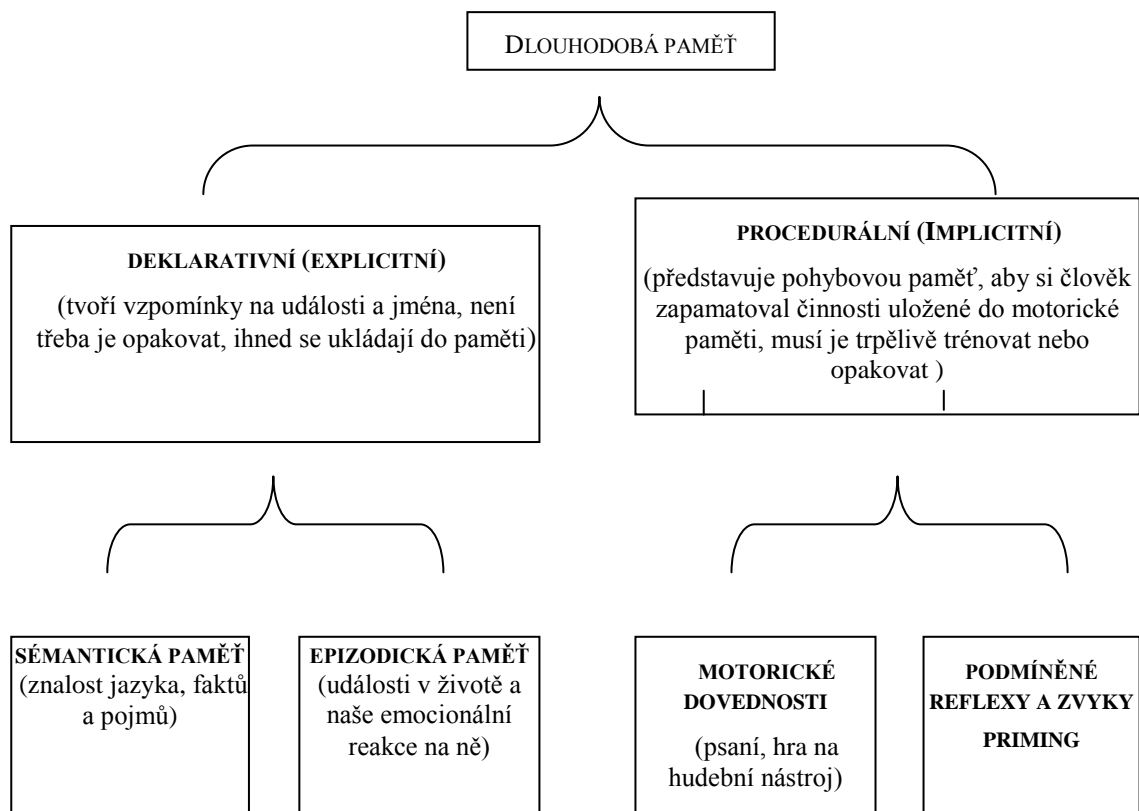 DLOUHODOBÁ PAMĚŤ
DEKLARATIVNÍ (EXPLICITNÍ)
(tvoří vzpomínky na události a jména, není
třeba je opakovat, ihned se ukládají do paměti)
PROCEDURÁLNÍ (IMPLICITNÍ)
(představuje pohybovou paměť, aby si člověk
zapamatoval činnosti uložené do motorické
paměti, musí je trpělivě trénovat nebo
opakovat )
SÉMANTICKÁ PAMĚŤ
(znalost jazyka, faktů
a pojmů)
EPIZODICKÁ PAMĚŤ
(události v životě a
naše emocionální
reakce na ně)
MOTORICKÉ
DOVEDNOSTI
(psaní, hra na
hudební nástroj)
PODMÍNĚNÉ
REFLEXY A ZVYKY
PRIMING